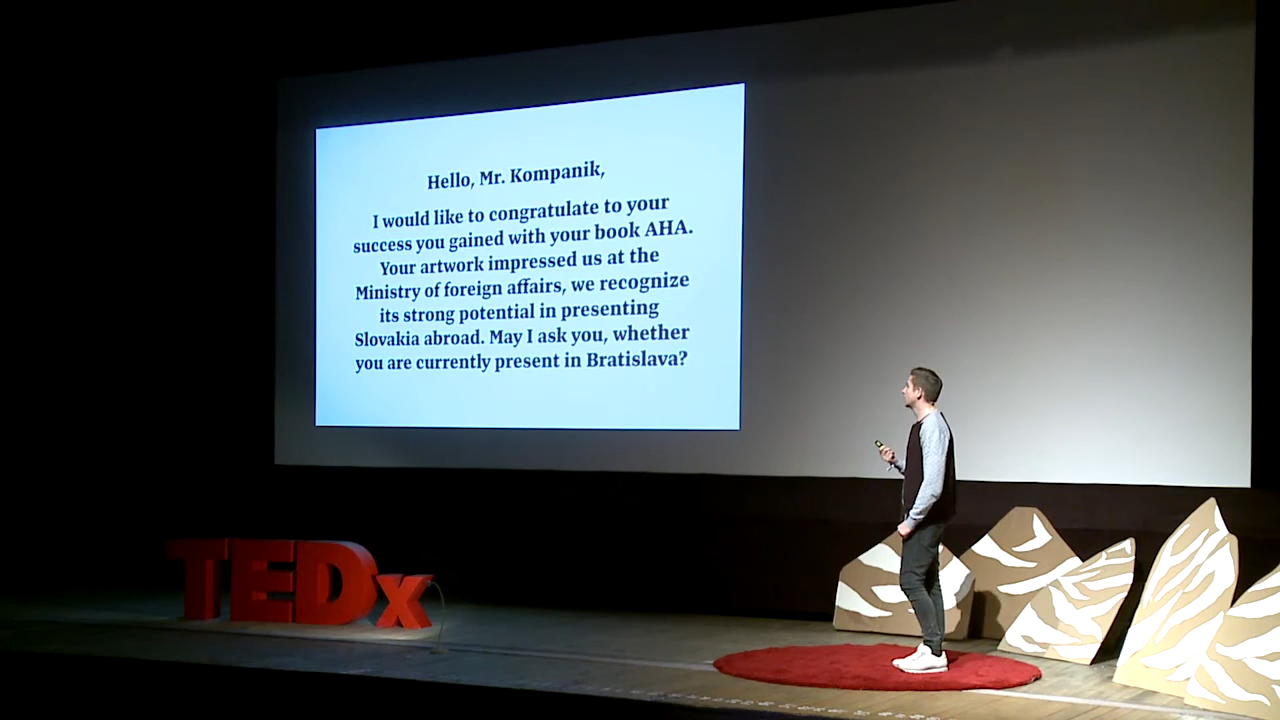 Hello, Mr. Kompanik,
I would like to congratulate to your
success you gained with your book AHA.
Your artwork impressed us at the
Ministry of foreign affairs, we recognize
its strong potential in presenting
Slovakia abroad. May I ask you, whether
you are currently present in Bratislava?
TEDx